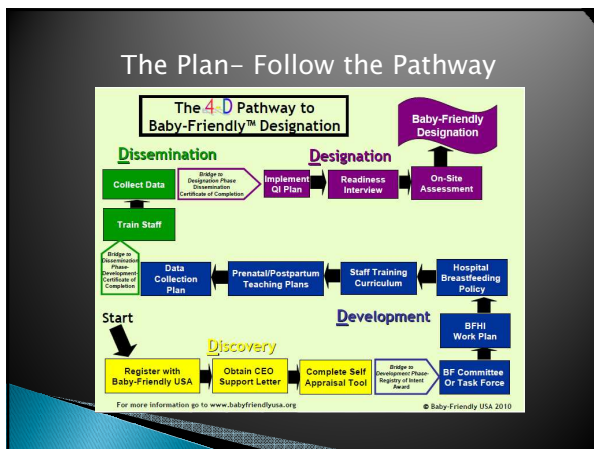 The Plan– Follow the Pathway
The 4-D Pathway to
Baby-Friendly™ Designation
Baby-Friendly
Designation
Dissemination
Designation
Collect Data
Bridge to
Designation Phase
Dissemination
Certificate of Completion
Implement
QI Plan
Readiness
Interview
On-Site
Assessment
Train Staff
Bridge to
Dissemination
Phase-
Development-
Certificate of
Completion
Data
Collection
Plan
Prenatal/Postpartum
Teaching Plans
Staff Training
Curriculum
Hospital
Breastfeeding
Policy
Start
Discovery
Development
BFHI
Work Plan
Register with
Baby-Friendly USA
Obtain CEO
Support Letter
Complete Self
Appraisal Tool
Bridge to
Development Phase-
Registry of Intent
Award
BF Committee
Or Task Force
For more information go to www.babyfriendlyusa.org
© Baby-Friendly USA 2010